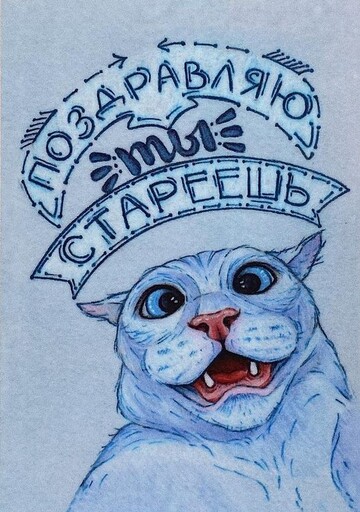 ПОЗДРАВЛЯЮ
ты
СТАРЕЕШЬ